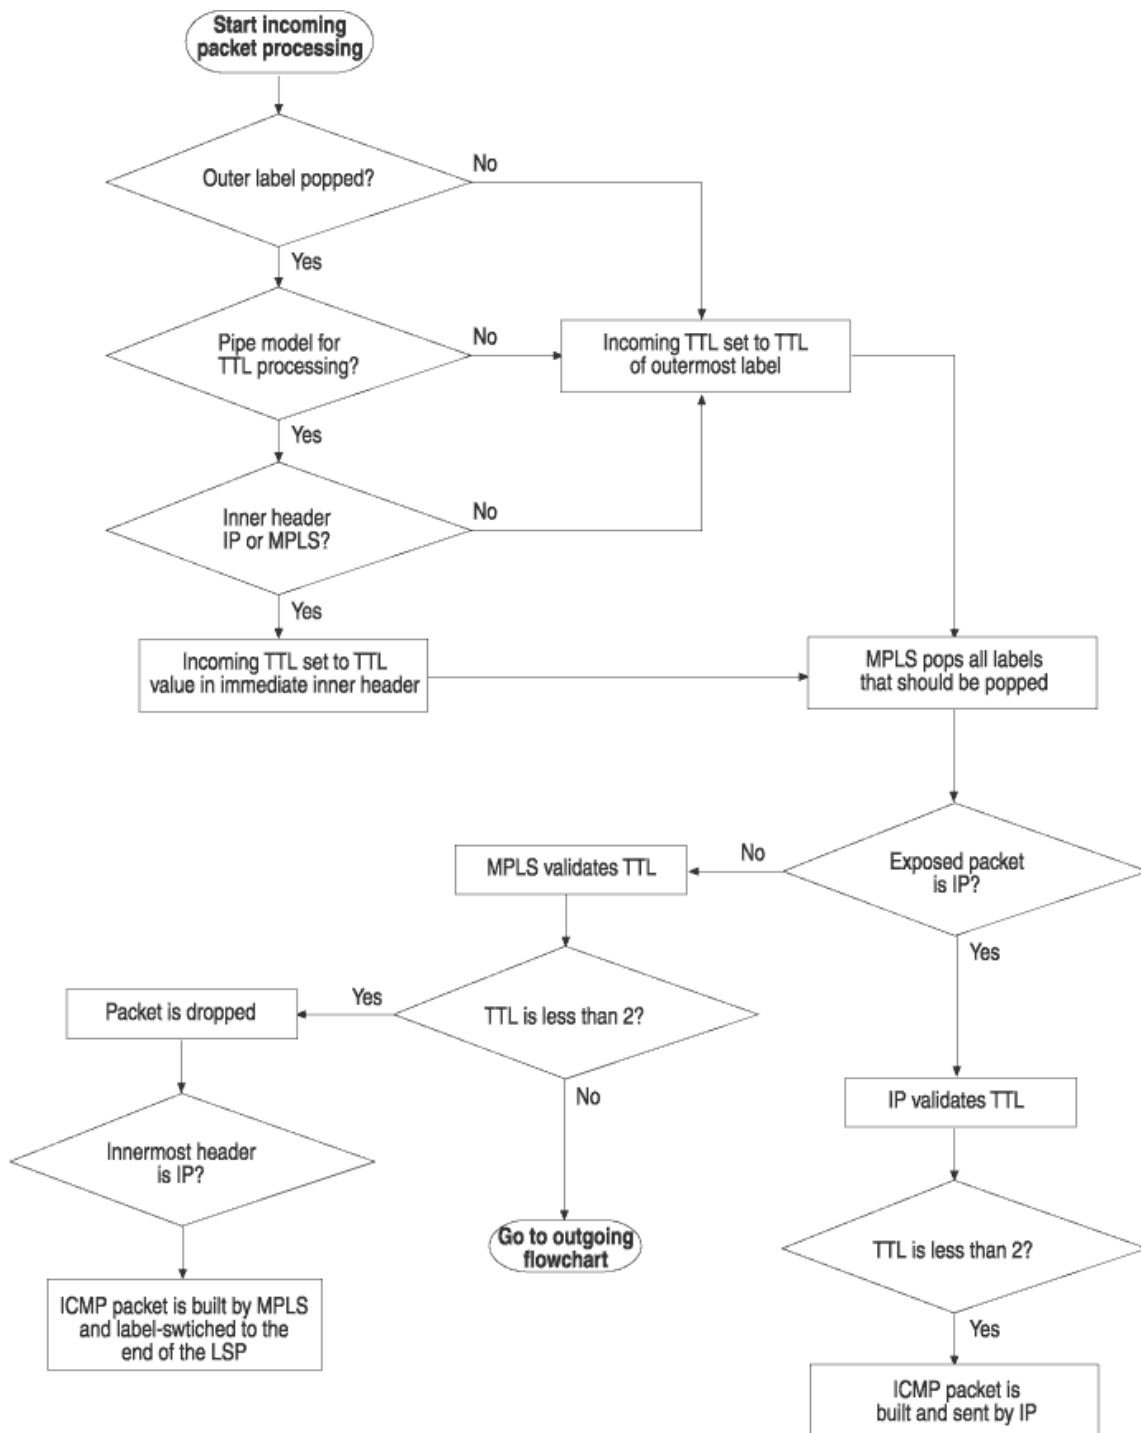 Start incoming
packet processing
Outer label popped?
No
Yes
Pipe model for
TTL processing?
No
Incoming TTL set to TTL
of outermost label
Yes
Inner header
IP or MPLS?
No
Yes
Incoming TTL set to TTL
value in immediate inner header
MPLS pops all labels
that should be popped
Exposed packet
is IP?
No
MPLS validates TTL
Yes
TTL is less than 2?
Yes
Packet is dropped
No
IP validates TTL
Innermost header
is IP?
Go to outgoing
flowchart
TTL is less than 2?
ICMP packet is built by MPLS
and label-swtiched to the
end of the LSP
Yes
ICMP packet is
built and sent by IP